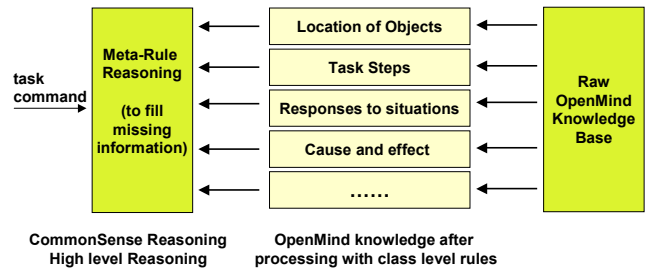 task
command
Meta-Rule
Reasoning
(to fill
missing
information)
Location of Objects
Task Steps
Responses to situations
Cause and effect
……
Raw
OpenMind
Knowledge
Base
CommonSense Reasoning
High level Reasoning
OpenMind knowledge after
processing with class level rules